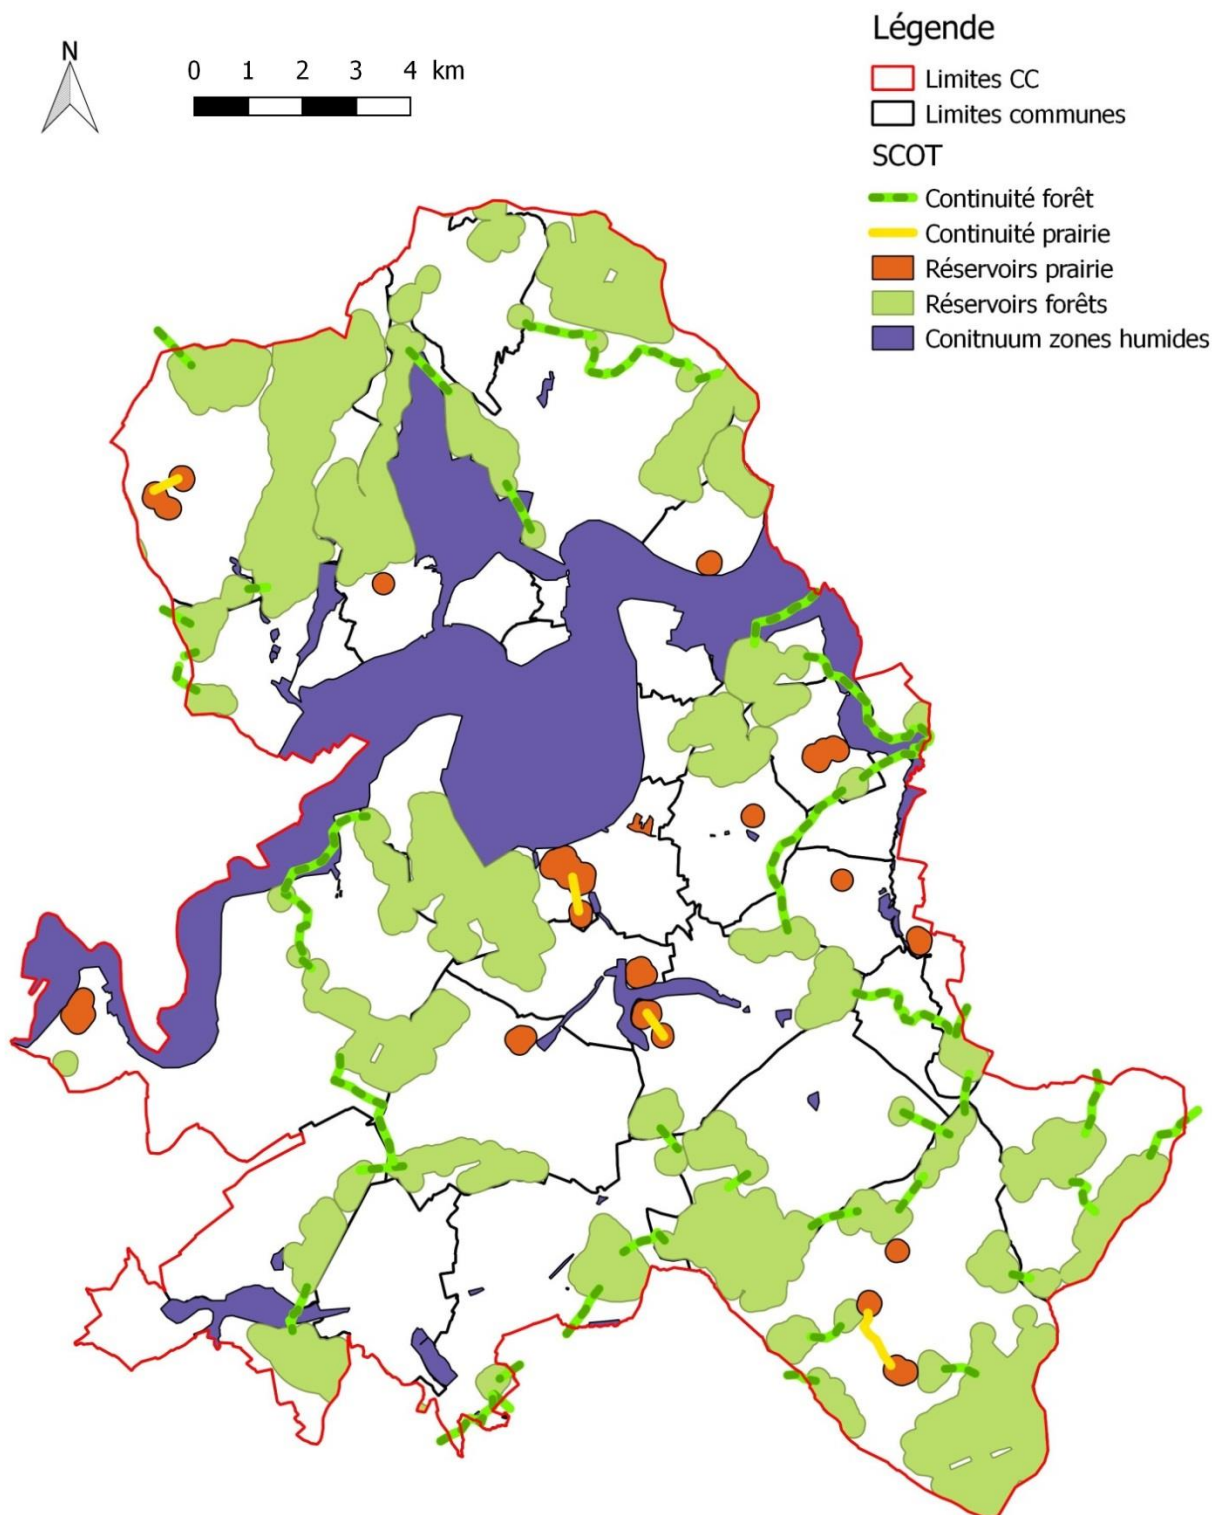 N
0 1 2 3 4 km
Légende
Limites CC
Limites communes
SCOT
Continuité forêt
Continuité prairie
Réservoirs prairie
Réservoirs forêts
Conitnuum zones humides